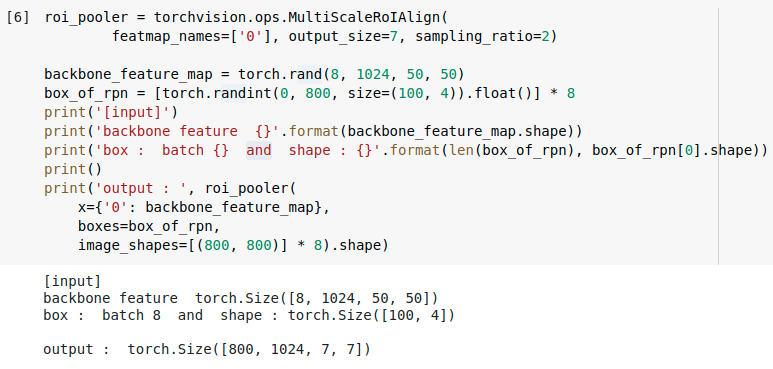 [6] roi_pooler = torchvision.ops.MultiScaleRoIAlign(
        featmap_names=['0'], output_size=7, sampling_ratio=2)

backbone_feature_map = torch.rand(8, 1024, 50, 50)
box_of_rpn = [torch.randint(0, 800, size=(100, 4)).float()] * 8
print('[input]')
print('backbone feature  {}'.format(backbone_feature_map.shape))
print('box :  batch {}  and  shape : {}'.format(len(box_of_rpn), box_of_rpn[0].shape))
print()
print('output : ', roi_pooler(
    x={'0': backbone_feature_map},
    boxes=box_of_rpn,
    image_shapes=[(800, 800)] * 8).shape)

[input]
backbone feature  torch.Size([8, 1024, 50, 50])
box :  batch 8  and  shape : torch.Size([100, 4])

output :  torch.Size([800, 1024, 7, 7])